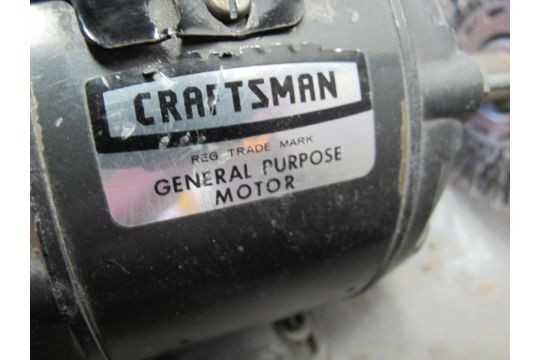 CRAFTSMAN
REG. TRADE MARK
GENERAL PURPOSE
MOTOR